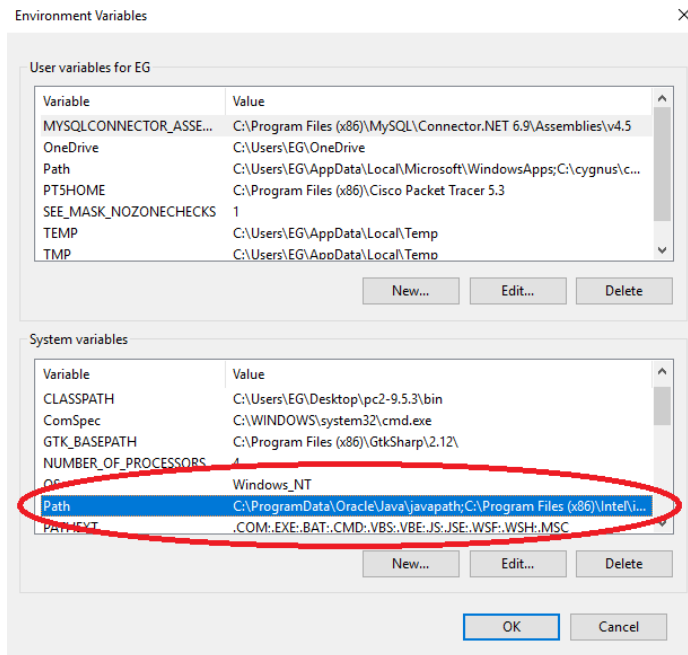 Environment Variables
User variables for EG
Variable Value
MYSQLCONNECTOR_ASSE... C:\Program Files (x86)\MySQL\Connector.NET 6.9\Assemblies\v4.5
OneDrive C:\Users\EG\OneDrive
Path C:\Users\EG\AppData\Local\Microsoft\WindowsApps;C:\cygnus\c...
PT5HOME C:\Program Files (x86)\Cisco Packet Tracer 5.3
SEE_MASK_NOZONECHECKS 1
TEMP C:\Users\EG\AppData\Local\Temp
TMP C:\Users\EG\AppData\Local\Temp
New... Edit... Delete
System variables
Variable Value
CLASSPATH C:\Users\EG\Desktop\pc2-9.5.3\bin
ComSpec C:\WINDOWS\system32\cmd.exe
GTK_BASEPATH C:\Program Files (x86)\GtkSharp\2.12\
NUMBER_OF_PROCESSORS 4
OS Windows_NT
Path C:\ProgramData\Oracle\Java\javapath;C:\Program Files (x86)\Intel\i...
PATHEXT .COM;.EXE;.BAT;.CMD;.VBS;.VBE;.JS;.JSE;.WSF;.WSH;.MSC
New... Edit... Delete
OK Cancel